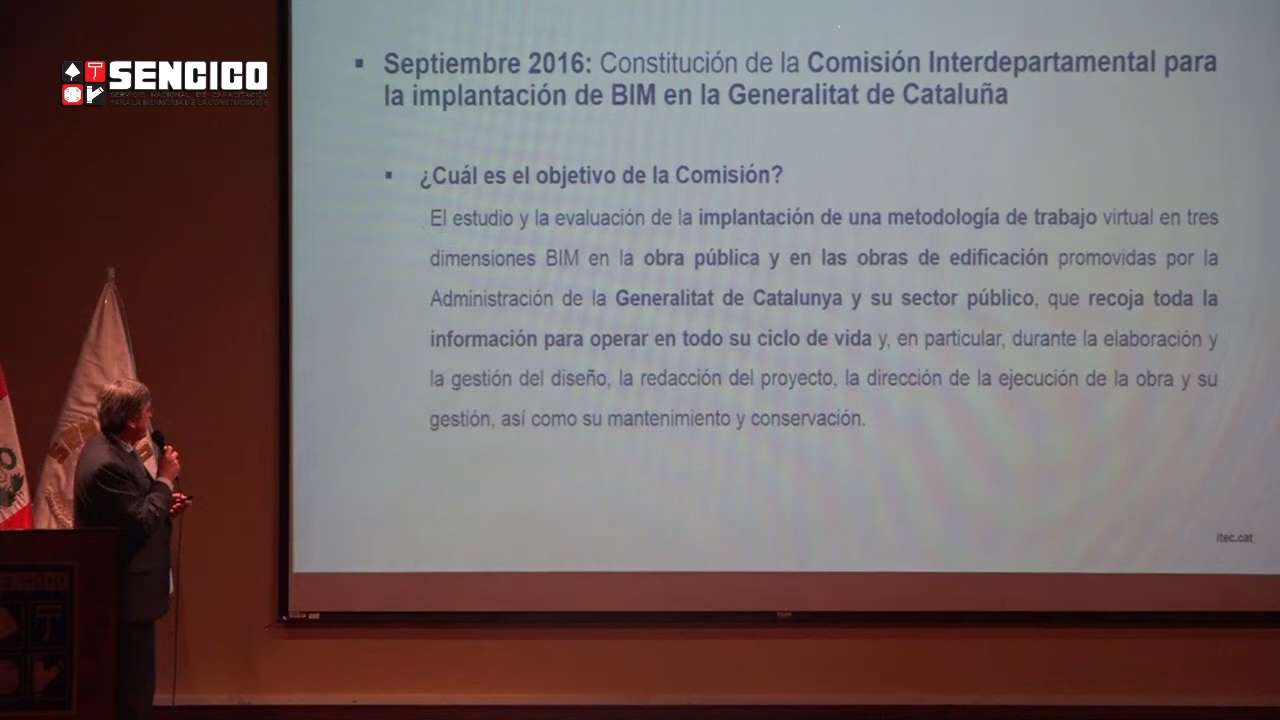 SENCICO
SERVICIO NACIONAL DE CAPACITACIÓN
PARA LA INDUSTRIA DE LA CONSTRUCCIÓN
▪ Septiembre 2016: Constitución de la Comisión Interdepartamental para
la implantación de BIM en la Generalitat de Cataluña
▪ ¿Cuál es el objetivo de la Comisión?
El estudio y la evaluación de la implantación de una metodología de trabajo virtual en tres
dimensiones BIM en la obra pública y en las obras de edificación promovidas por la
Administración de la Generalitat de Catalunya y su sector público, que recoja toda la
información para operar en todo su ciclo de vida y, en particular, durante la elaboración y
la gestión del diseño, la redacción del proyecto, la dirección de la ejecución de la obra y su
gestión, así como su mantenimiento y conservación.
itec.cat